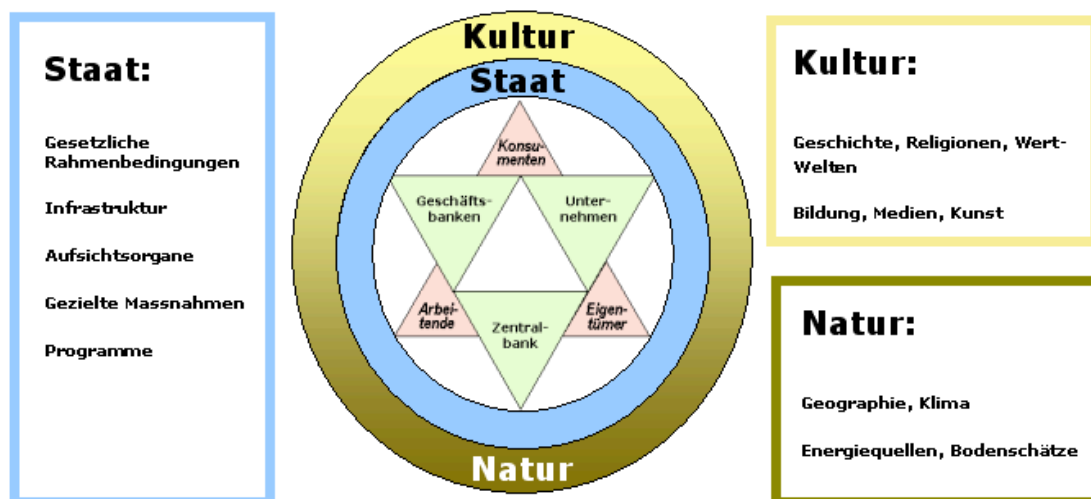 Staat:
Gesetzliche
Rahmenbedingungen
Infrastruktur
Aufsichtsorgane
Gezielte Massnahmen
Programme
Kultur
Staat
Konsu-
menten
Geschäfts-
banken
Unter-
nehmen
Arbei-
tende
Zentral-
bank
Eigen-
tümer
Natur
Kultur:
Geschichte, Religionen, Wert-
Welten
Bildung, Medien, Kunst
Natur:
Geographie, Klima
Energiequellen, Bodenschätze